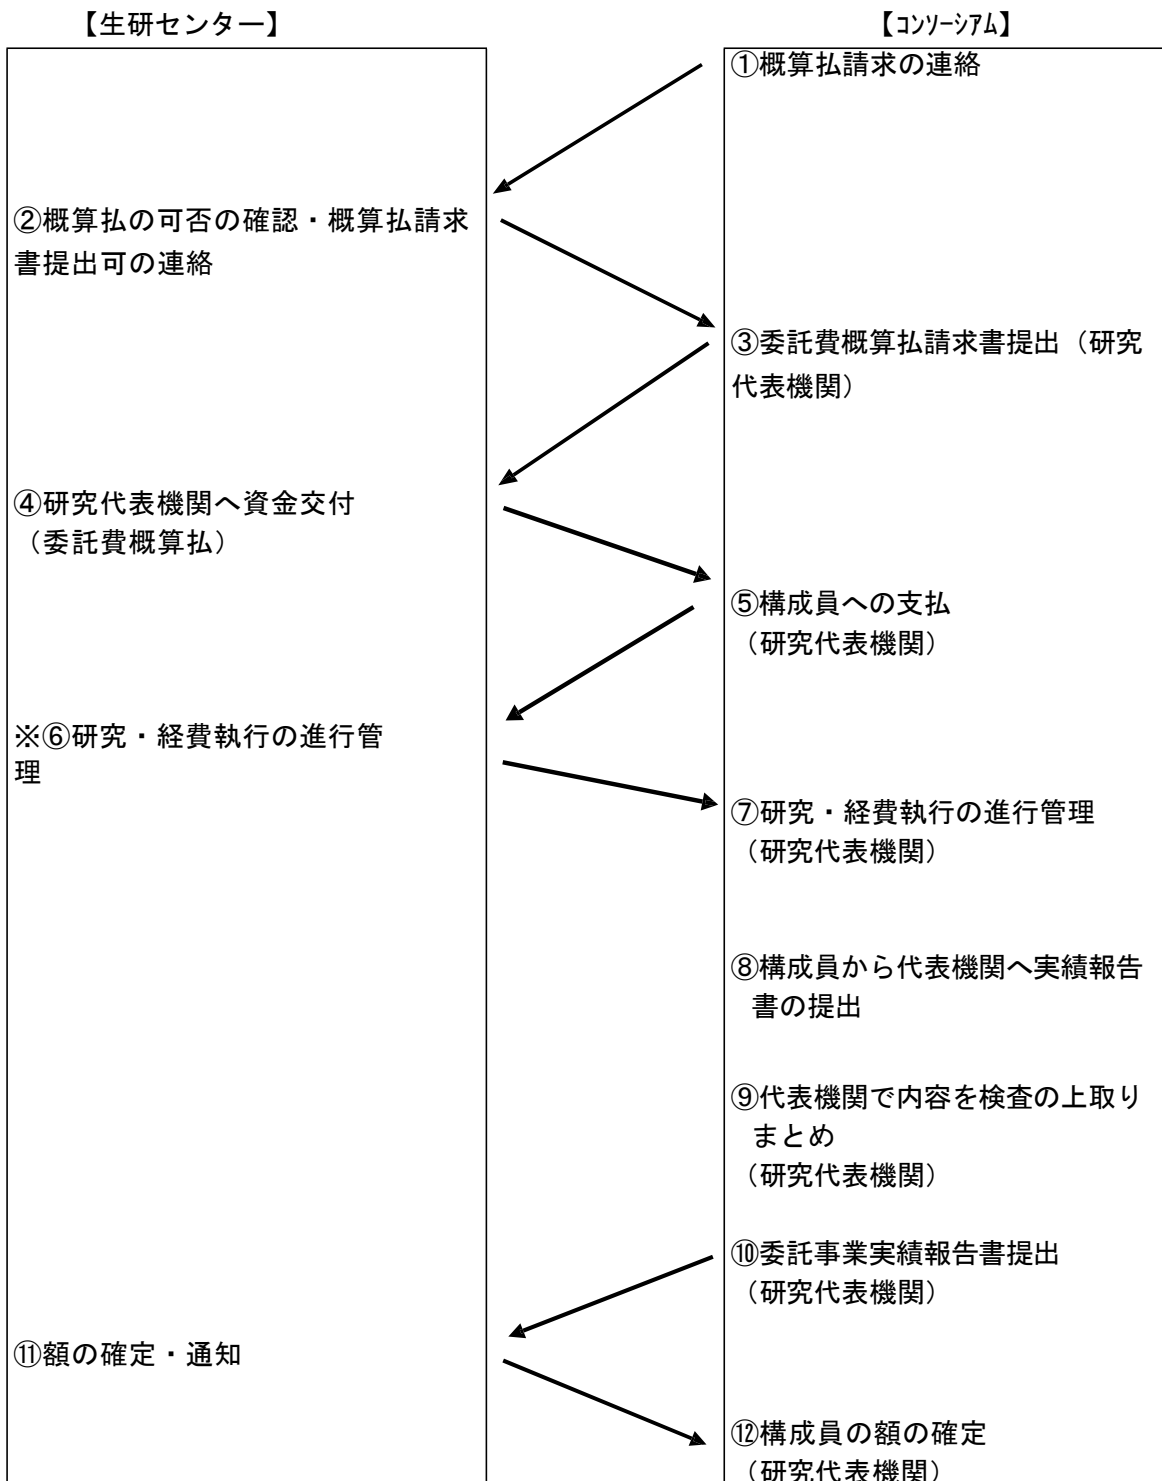 【生研センター】
【コンソーシアム】
①概算払請求の連絡
②概算払の可否の確認・概算払請求
書提出可の連絡
③委託費概算払請求書提出（研究
代表機関）
④研究代表機関へ資金交付
（委託費概算払）
⑤構成員への支払
（研究代表機関）
※⑥研究・経費執行の進行管
理
⑦研究・経費執行の進行管理
（研究代表機関）
⑧構成員から代表機関へ実績報告
書の提出
⑨代表機関で内容を検査の上取り
まとめ
（研究代表機関）
⑩委託事業実績報告書提出
（研究代表機関）
⑪額の確定・通知
⑫構成員の額の確定
（研究代表機関）